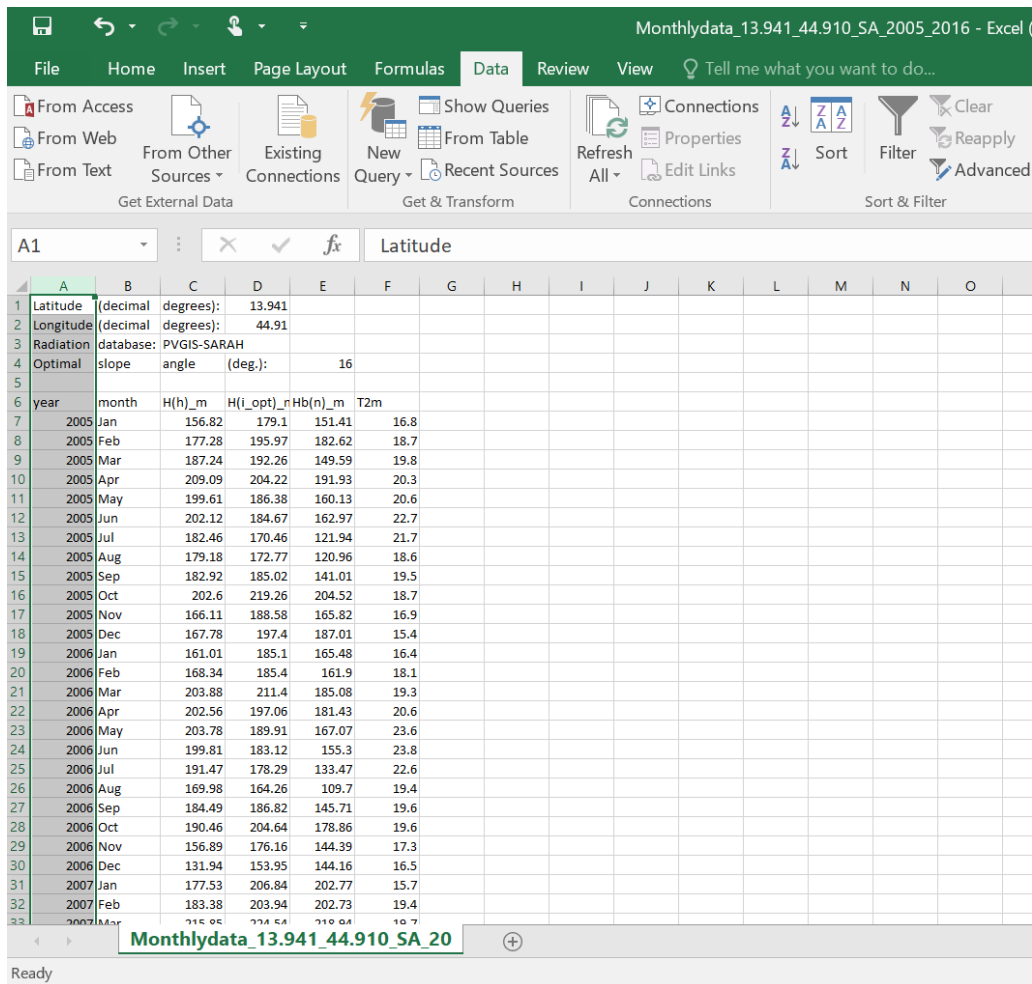 Monthlydata_13.941_44.910_SA_2005_2016 - Excel (
File Home Insert Page Layout Formulas Data Review View Tell me what you want to do...
From Access
From Web
From Text
From Other Sources
Existing Connections
Get External Data
New Query
Show Queries
From Table
Recent Sources
Get & Transform
Refresh All
Connections
Properties
Edit Links
Connections
Sort
Filter
Clear
Reapply
Advanced
Sort & Filter
A1 fx Latitude
A B C D E F G H I J K L M N O
1 Latitude (decimal degrees): 13.941
2 Longitude (decimal degrees): 44.91
3 Radiation database: PVGIS-SARAH
4 Optimal slope angle (deg.): 16
5
6 year month H(h)_m H(i_opt)_m Hb(n)_m T2m
7 2005 Jan 156.82 179.1 151.41 16.8
8 2005 Feb 177.28 195.97 182.62 18.7
9 2005 Mar 187.24 192.26 149.59 19.8
10 2005 Apr 209.09 204.22 191.93 20.3
11 2005 May 199.61 186.38 160.13 20.6
12 2005 Jun 202.12 184.67 162.97 22.7
13 2005 Jul 182.46 170.46 121.94 21.7
14 2005 Aug 179.18 172.77 120.96 18.6
15 2005 Sep 182.92 185.02 141.01 19.5
16 2005 Oct 202.6 219.26 204.52 18.7
17 2005 Nov 166.11 188.58 165.82 16.9
18 2005 Dec 167.78 197.4 187.01 15.4
19 2006 Jan 161.01 185.1 165.48 16.4
20 2006 Feb 168.34 185.4 161.9 18.1
21 2006 Mar 203.88 211.4 185.08 19.3
22 2006 Apr 202.56 197.06 181.43 20.6
23 2006 May 203.78 189.91 167.07 23.6
24 2006 Jun 199.81 183.12 155.3 23.8
25 2006 Jul 191.47 178.29 133.47 22.6
26 2006 Aug 169.98 164.26 109.7 19.4
27 2006 Sep 184.49 186.82 145.71 19.6
28 2006 Oct 190.46 204.64 178.86 19.6
29 2006 Nov 156.89 176.16 144.39 17.3
30 2006 Dec 131.94 153.95 144.16 16.5
31 2007 Jan 177.53 206.84 202.77 15.7
32 2007 Feb 183.38 203.94 202.73 19.4
33 2007 Mar 215.85 224.54 218.94 19.7
Monthlydata_13.941_44.910_SA_20
Ready